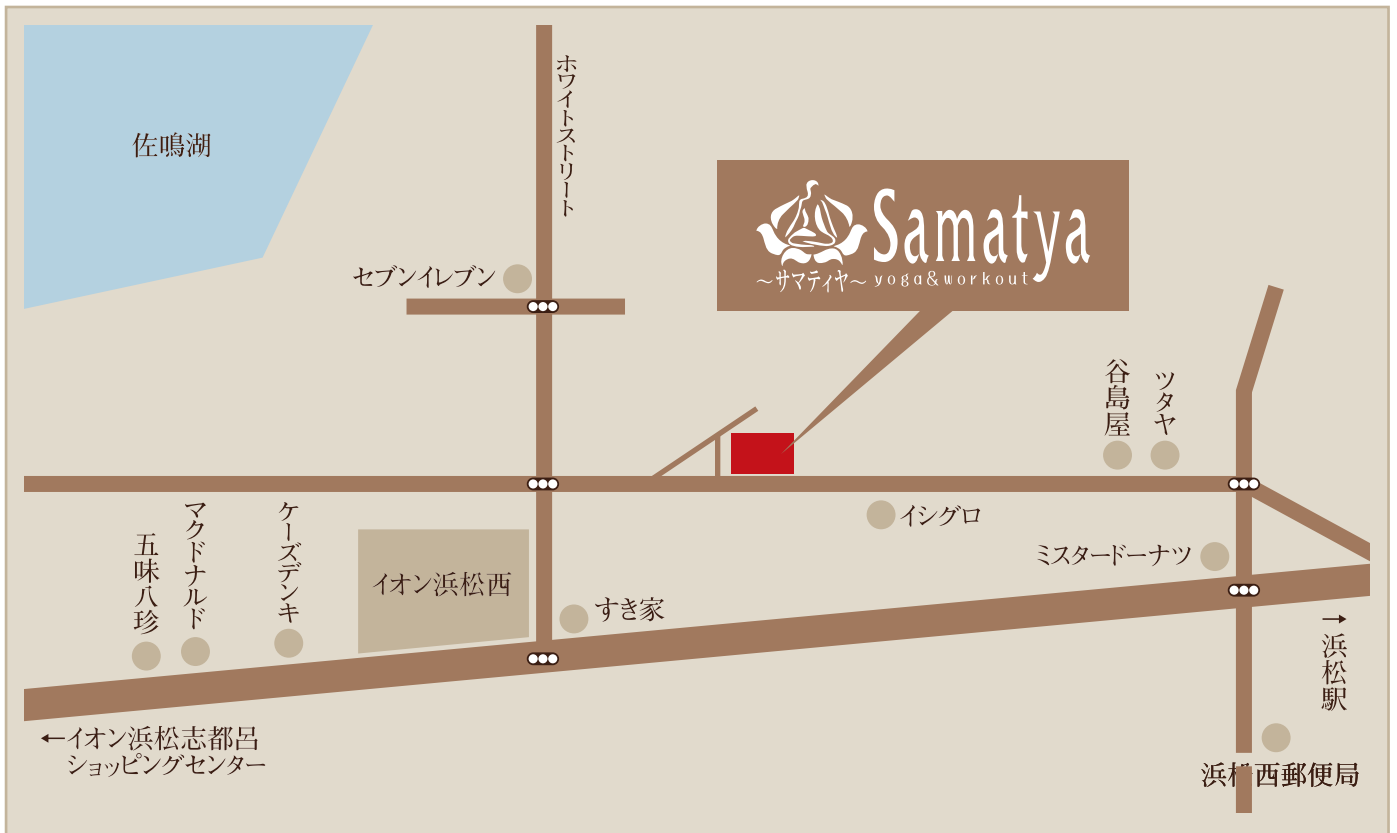 佐鳴湖
ホワイトストリート
Samatya
～サマティヤ～ yoga&workout
セブンイレブン
谷島屋
ツタヤ
イシグロ
ミスタードーナツ
五味八珍
マクドナルド
ケーズデンキ
イオン浜松西
すき家
→浜松駅
←イオン浜松志都呂
ショッピングセンター
浜松西郵便局